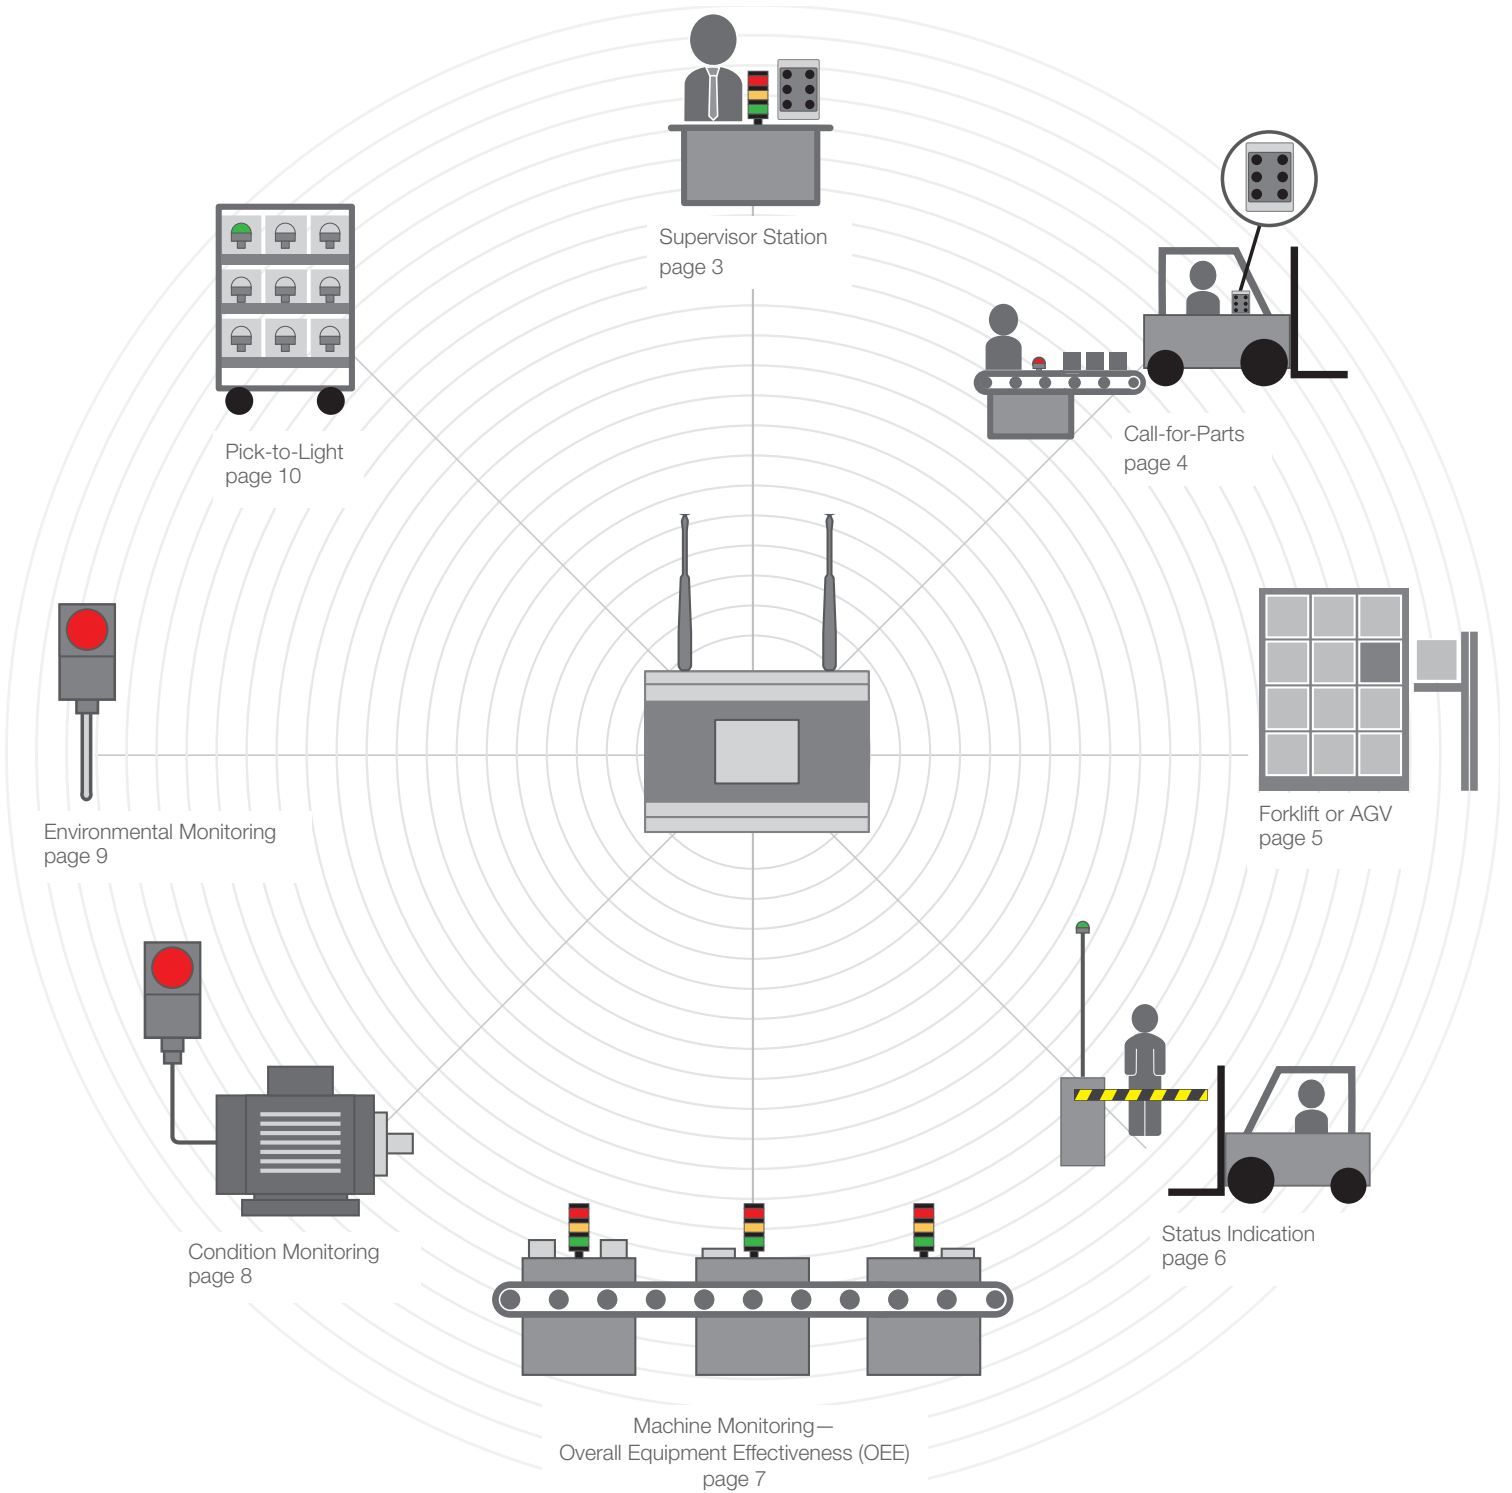 Supervisor Station
page 3
Call-for-Parts
page 4
Pick-to-Light
page 10
Forklift or AGV
page 5
Environmental Monitoring
page 9
Status Indication
page 6
Condition Monitoring
page 8
Machine Monitoring—
Overall Equipment Effectiveness (OEE)
page 7